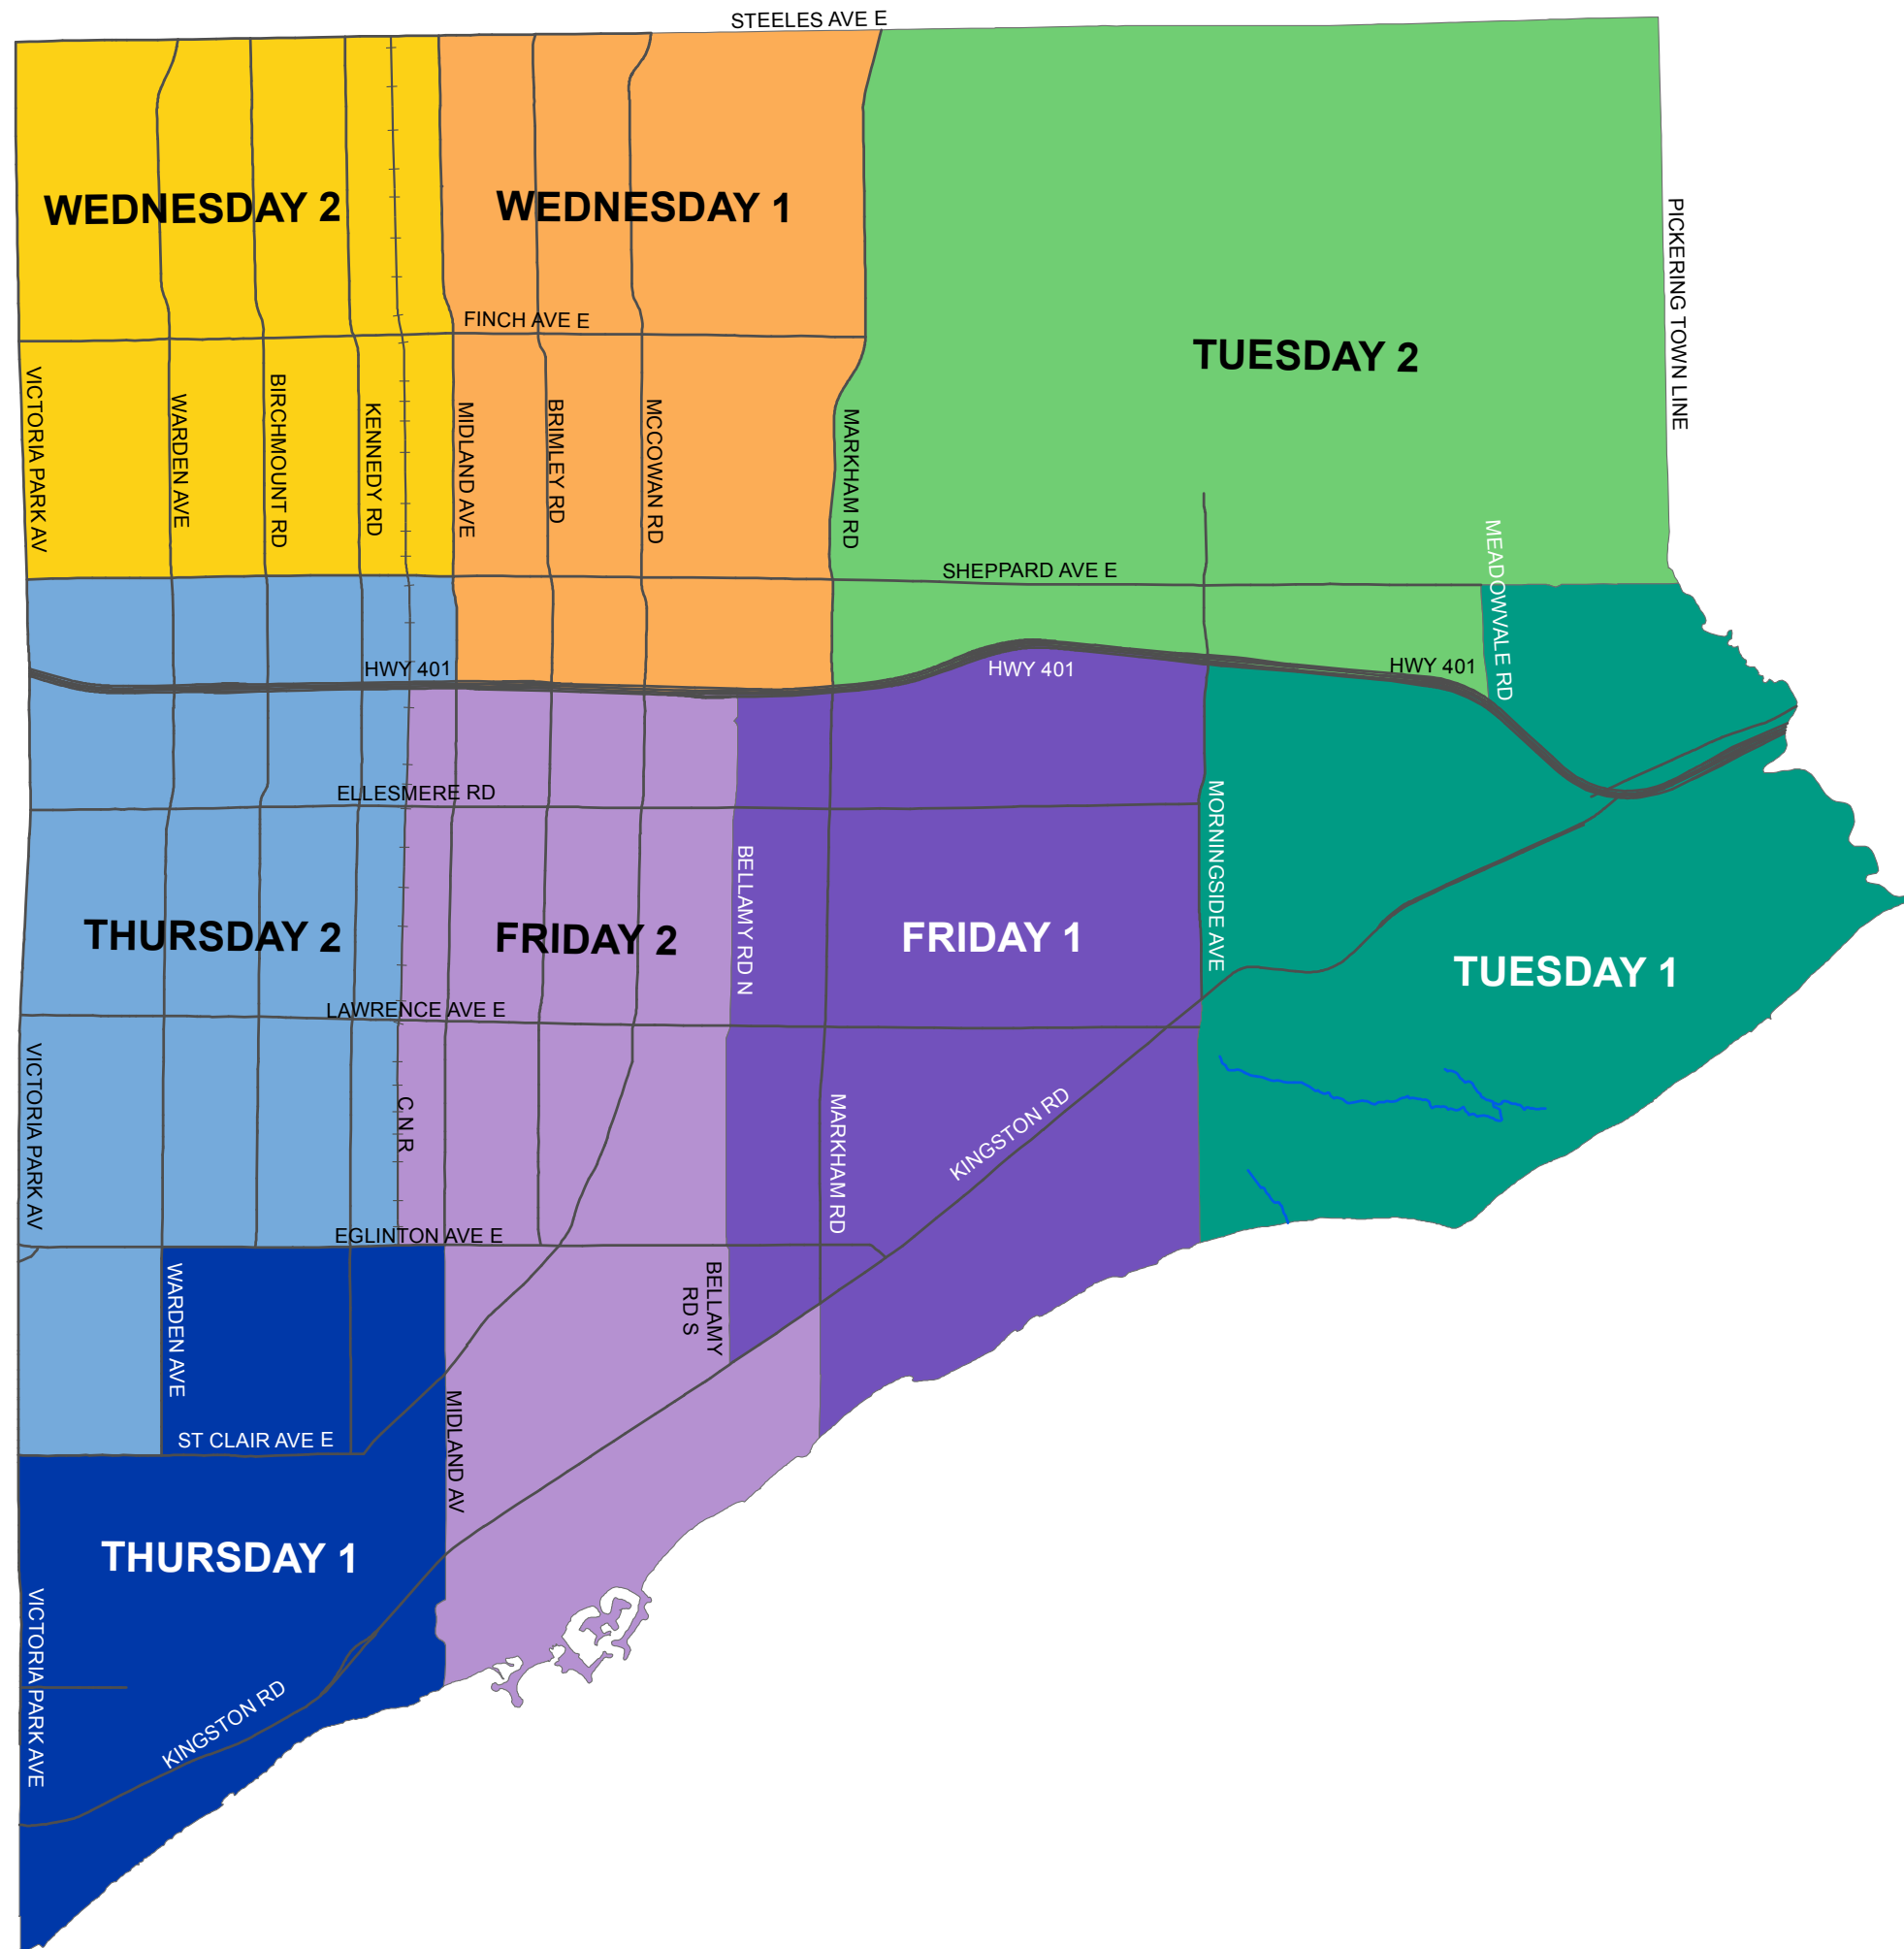 STEELES AVE E
WEDNESDAY 2
WEDNESDAY 1
PICKERING TOWN LINE
FINCH AVE E
TUESDAY 2
VICTORIA PARK AV
WARDEN AVE
BIRCHMOUNT RD
KENNEDY RD
MIDLAND AVE
BRIMLEY RD
MCCOWAN RD
MARKHAM RD
SHEPPARD AVE E
MEADOWVALE RD
HWY 401
HWY 401
HWY 401
ELLESMERE RD
MORNINGSIDE AVE
BELLAMY RD N
THURSDAY 2
FRIDAY 2
FRIDAY 1
TUESDAY 1
LAWRENCE AVE E
VICTORIA PARK AV
C N R
MARKHAM RD
KINGSTON RD
EGLINTON AVE E
WARDEN AVE
BELLAMY
RD S
MIDLAND AV
ST CLAIR AVE E
THURSDAY 1
VICTORIA PARK AVE
KINGSTON RD